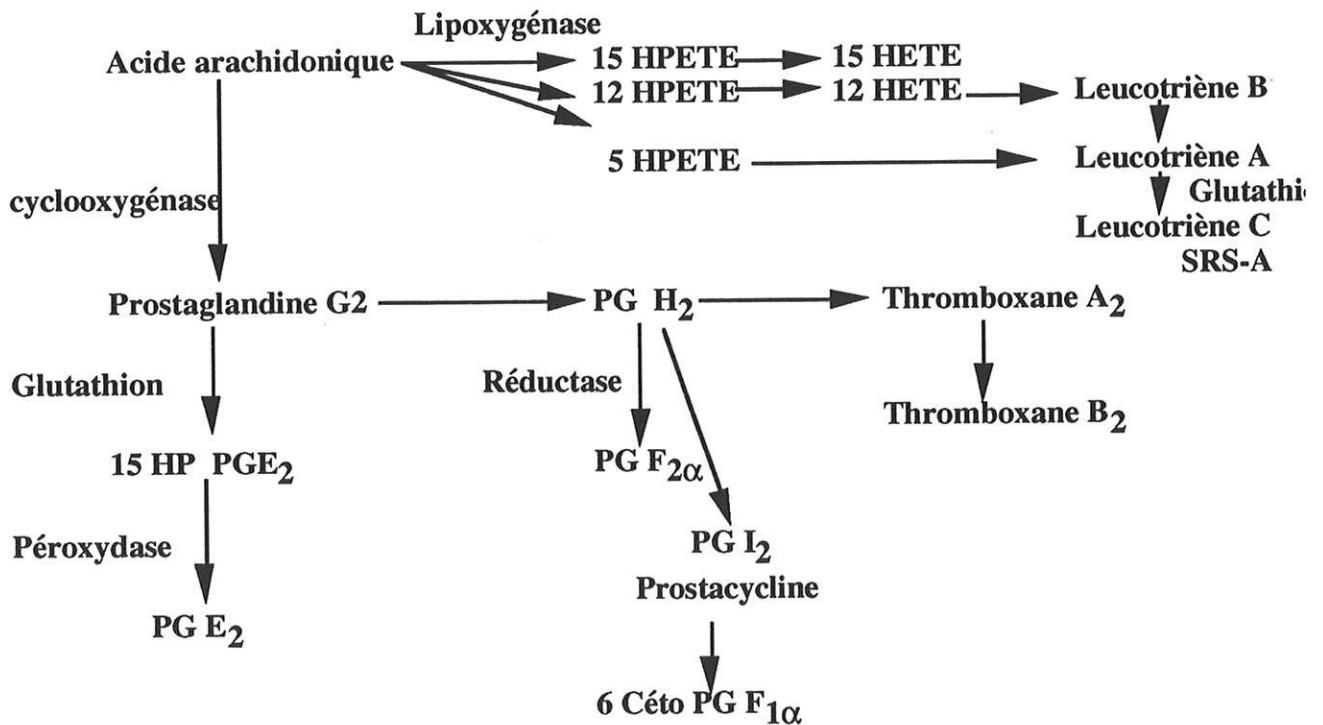 Lipoxygénase
Acide arachidonique 15 HPETE 15 HETE
12 HPETE 12 HETE Leucotriène B
5 HPETE Leucotriène A
cyclooxygénase Glutathi
Leucotriène C
SRS-A
Prostaglandine G2 PG H2 Thromboxane A2
Glutathion Réductase
Thromboxane B2
15 HP PGE2 PG F2α
Péroxydase PG I2
Prostacycline
PG E2
6 Céto PG F1α